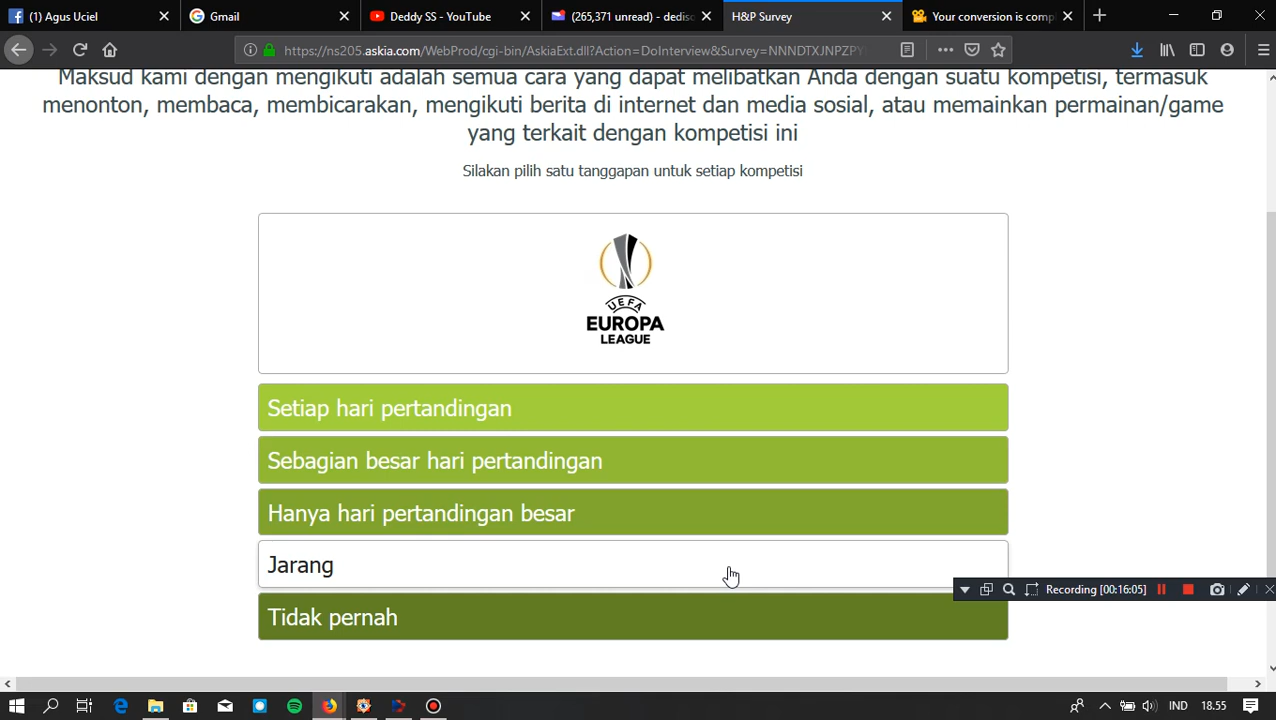 (1) Agus Uciel
Gmail
Deddy SS - YouTube
(265,371 unread) - dediso
H&P Survey
Your conversion is compl
https://ns205.askia.com/WebProd/cgi-bin/AskiaExt.dll?Action=DoInterview&Survey=NNNDTXJNPZPY
Maksud kami dengan mengikuti adalah semua cara yang dapat melibatkan Anda dengan suatu kompetisi, termasuk
menonton, membaca, membicarakan, mengikuti berita di internet dan media sosial, atau memainkan permainan/game
yang terkait dengan kompetisi ini
Silakan pilih satu tanggapan untuk setiap kompetisi
UEFA
EUROPA
LEAGUE
Setiap hari pertandingan
Sebagian besar hari pertandingan
Hanya hari pertandingan besar
Jarang
Recording [00:16:05]
Tidak pernah
IND
18.55